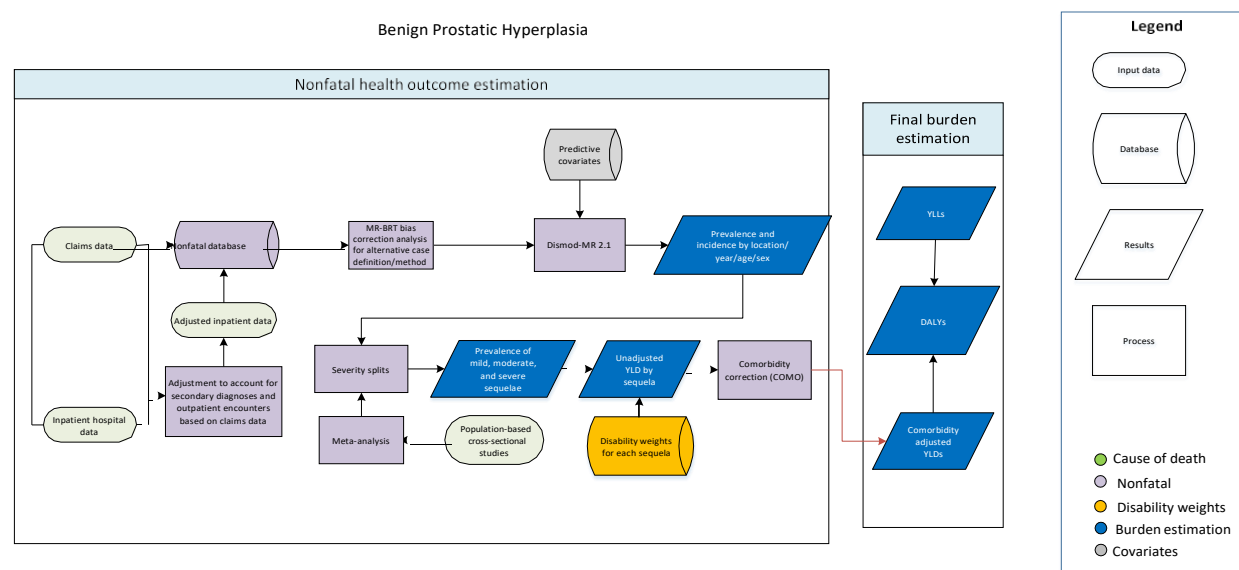 Benign Prostatic Hyperplasia
Nonfatal health outcome estimation
Predictive
covariates
Claims data
Nonfatal database
MR-BRT bias
correction analysis
for alternative case
definition/method
Dismod-MR 2.1
Prevalence and
incidence by location/
year/age/sex
Adjusted inpatient data
Adjustment to account for
secondary diagnoses and
outpatient encounters
based on claims data
Inpatient hospital
data
Severity splits
Prevalence of
mild, moderate,
and severe
sequelae
Unadjusted
YLD by
sequela
Comorbidity
correction (COMO)
Meta-analysis
Population-based
cross-sectional
studies
Disability weights
for each sequela
Final burden
estimation
YLLs
DALYs
Comorbidity
adjusted
YLDs
Legend
Input data
Database
Results
Process
Cause of death
Nonfatal
Disability weights
Burden estimation
Covariates